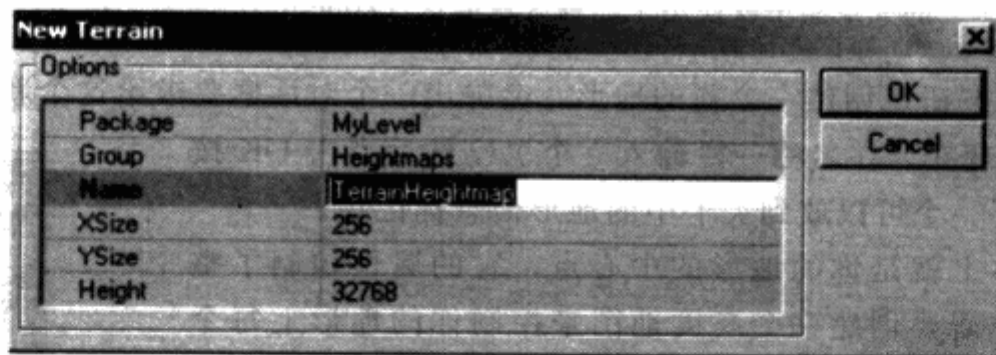 New Terrain
Options
Package MyLevel
Group Heightmaps
Name TerrainHeightmap
XSize 256
YSize 256
Height 32768
OK
Cancel